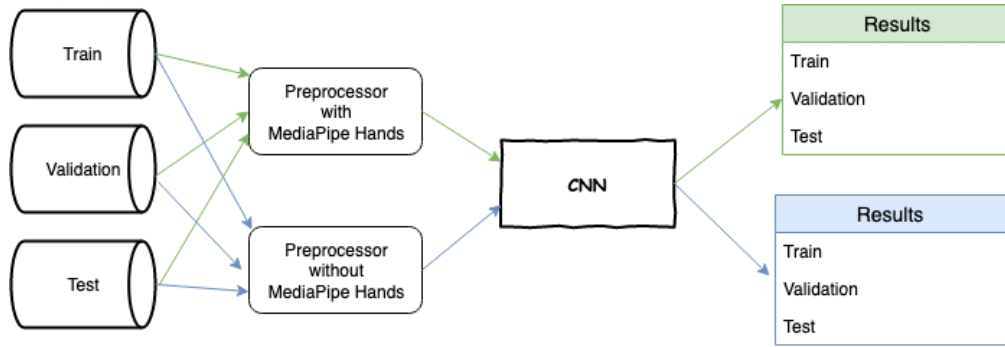 Train
Validation
Test
Preprocessor
with
MediaPipe Hands
Preprocessor
without
MediaPipe Hands
CNN
Results
Train
Validation
Test
Results
Train
Validation
Test